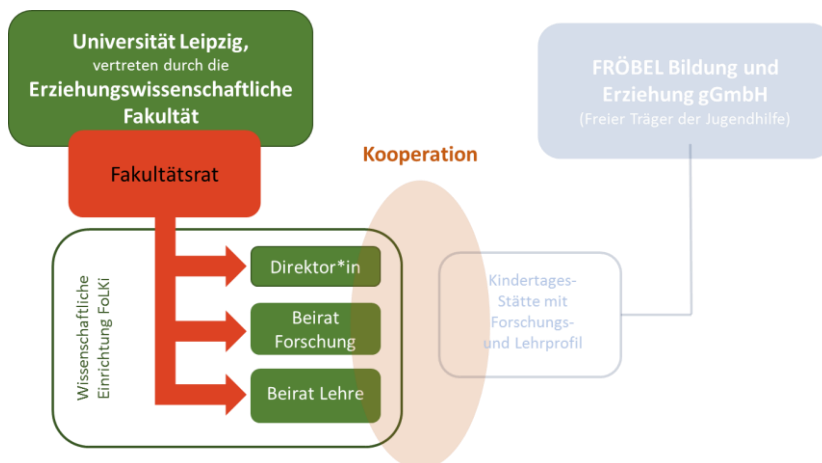 Universität Leipzig,
vertreten durch die
Erziehungswissenschaftliche
Fakultät
Fakultätsrat
FRÖBEL Bildung und
Erziehung gGmbH
(Freier Träger der Jugendhilfe)
Kooperation
Wissenschaftliche
Einrichtung FoLKi
Direktor*in
Beirat
Forschung
Beirat Lehre
Kindertages-
Stätte mit
Forschungs-
und Lehrprofil